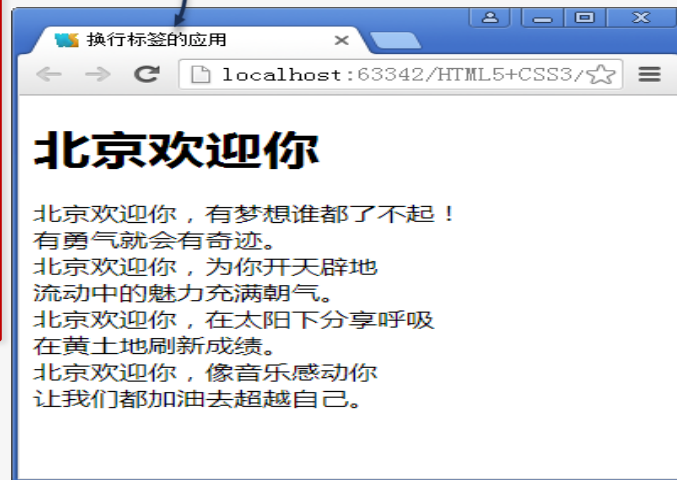 换行标签的应用
localhost:63342/HTML5+CSS3/
北京欢迎你
北京欢迎你，有梦想谁都了不起！
有勇气就会有奇迹。
北京欢迎你，为你开天辟地
流动中的魅力充满朝气。
北京欢迎你，在太阳下分享呼吸
在黄土地刷新成绩。
北京欢迎你，像音乐感动你
让我们都加油去超越自己。